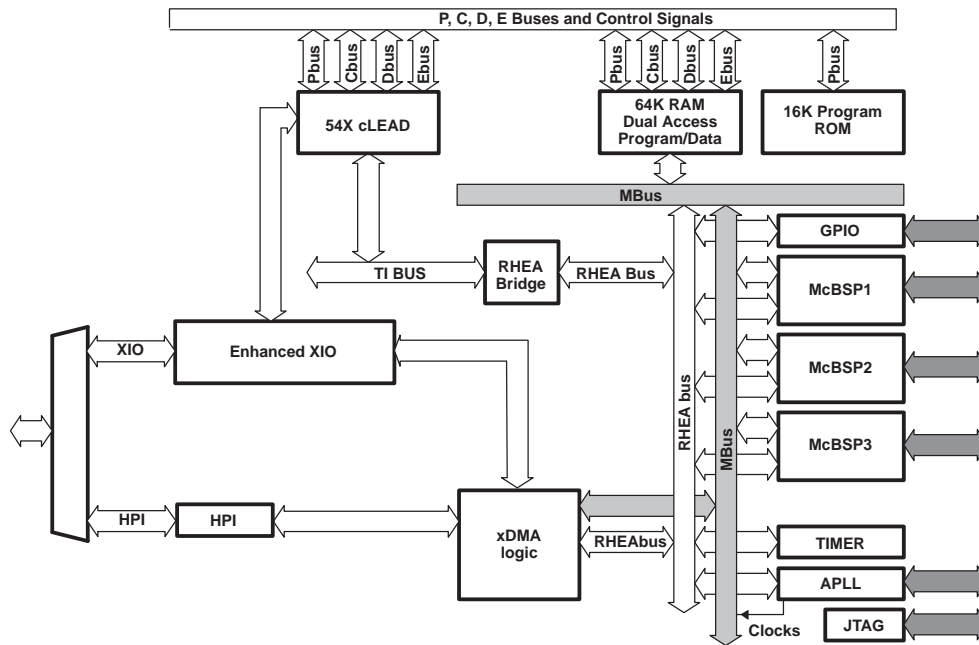 P, C, D, E Buses and Control Signals
Pbus
Cbus
Dbus
Ebus
Pbus
Cbus
Dbus
Ebus
Pbus
54X cLEAD
64K RAM
Dual Access
Program/Data
16K Program
ROM
MBus
GPIO
TI BUS
RHEA
Bridge
RHEA Bus
McBSP1
XIO
Enhanced XIO
McBSP2
RHEA bus
MBus
McBSP3
HPI
HPI
xDMA
logic
RHEAbus
TIMER
APLL
Clocks
JTAG